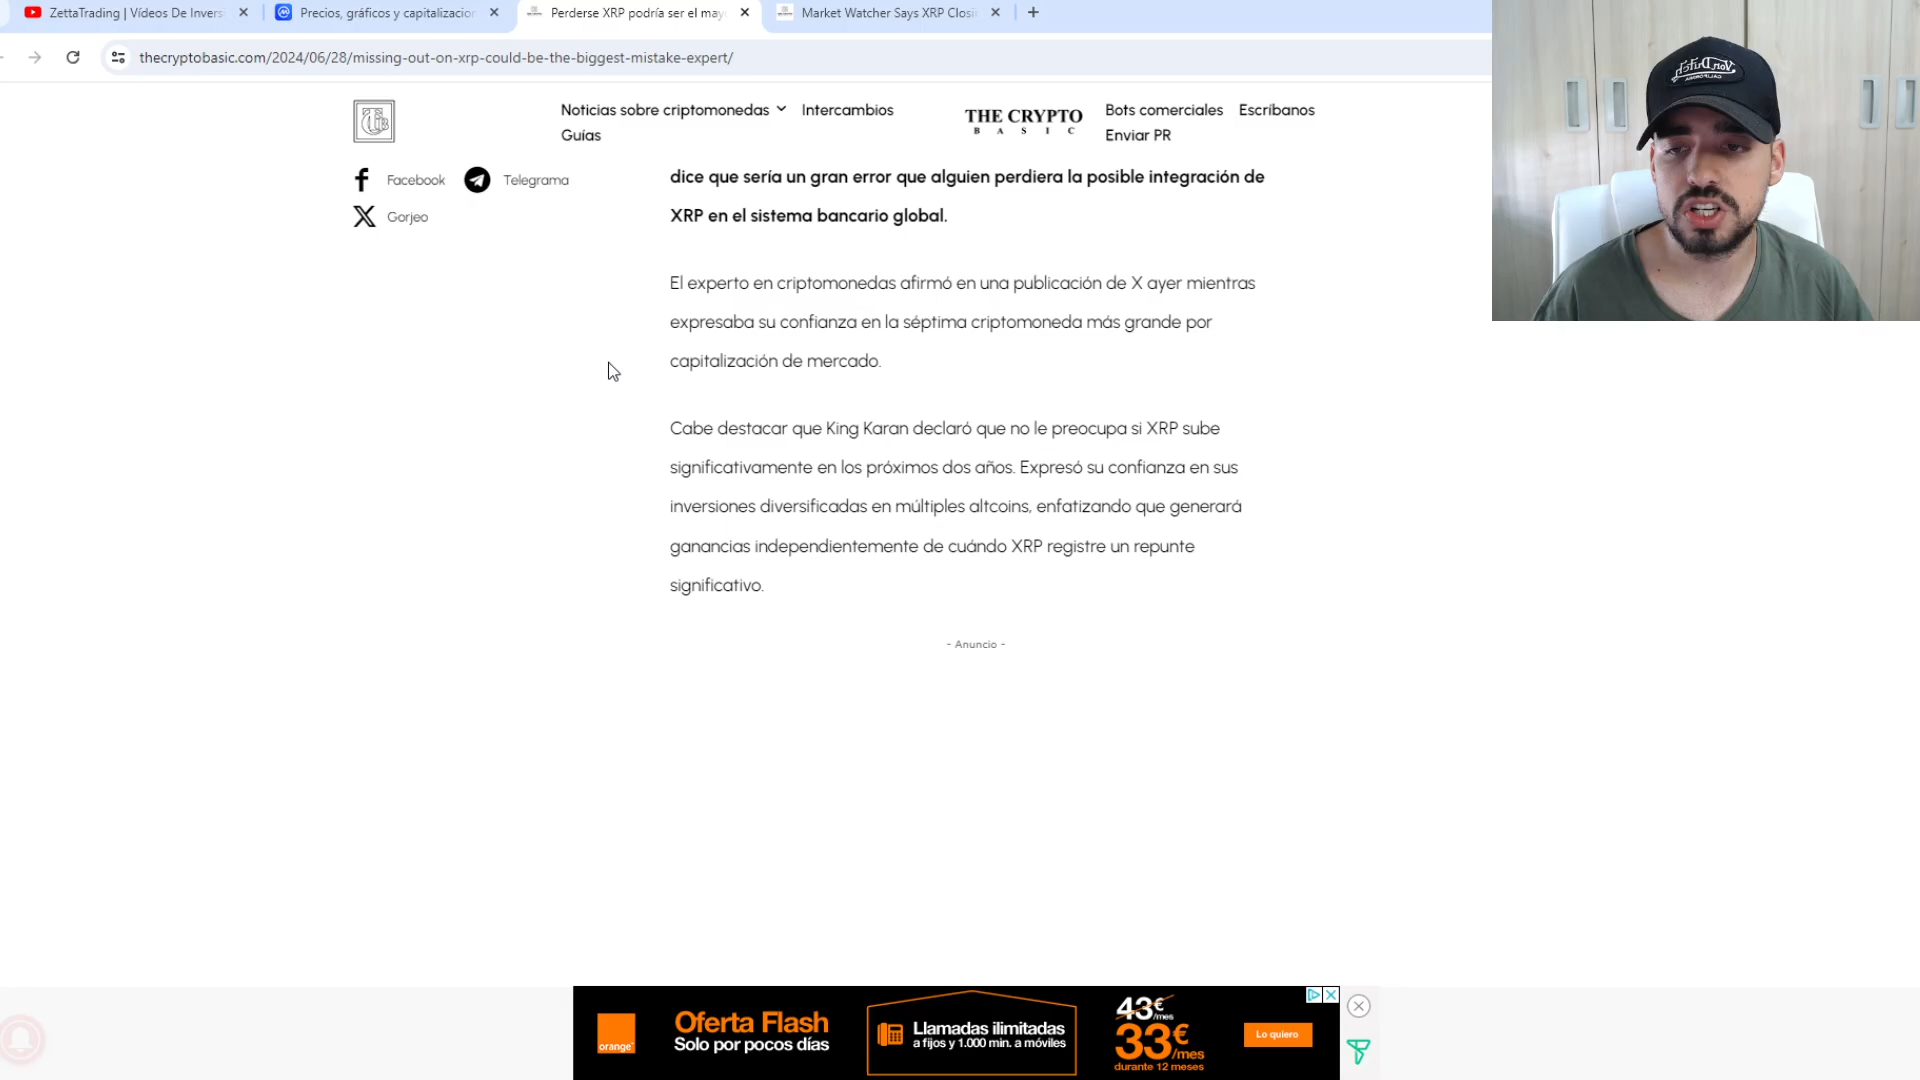 ZettaTrading | Vídeos De Invers
Precios, gráficos y capitalizacion
Perderse XRP podría ser el may
Market Watcher Says XRP Closi
thecryptobasic.com/2024/06/28/missing-out-on-xrp-could-be-the-biggest-mistake-expert/
Noticias sobre criptomonedas
Intercambios
Guías
THE CRYPTO
BASIC
Bots comerciales
Escríbanos
Enviar PR
Facebook
Telegrama
Gorjeo
dice que sería un gran error que alguien perdiera la posible integración de
XRP en el sistema bancario global.
El experto en criptomonedas afirmó en una publicación de X ayer mientras
expresaba su confianza en la séptima criptomoneda más grande por
capitalización de mercado.
Cabe destacar que King Karan declaró que no le preocupa si XRP sube
significativamente en los próximos dos años. Expresó su confianza en sus
inversiones diversificadas en múltiples altcoins, enfatizando que generará
ganancias independientemente de cuándo XRP registre un repunte
significativo.
- Anuncio -
orange
Oferta Flash
Solo por pocos días
Llamadas ilimitadas
a fijos y 1.000 min. a móviles
43€/mes
33€/mes
durante 12 meses
Lo quiero
Von Dutch